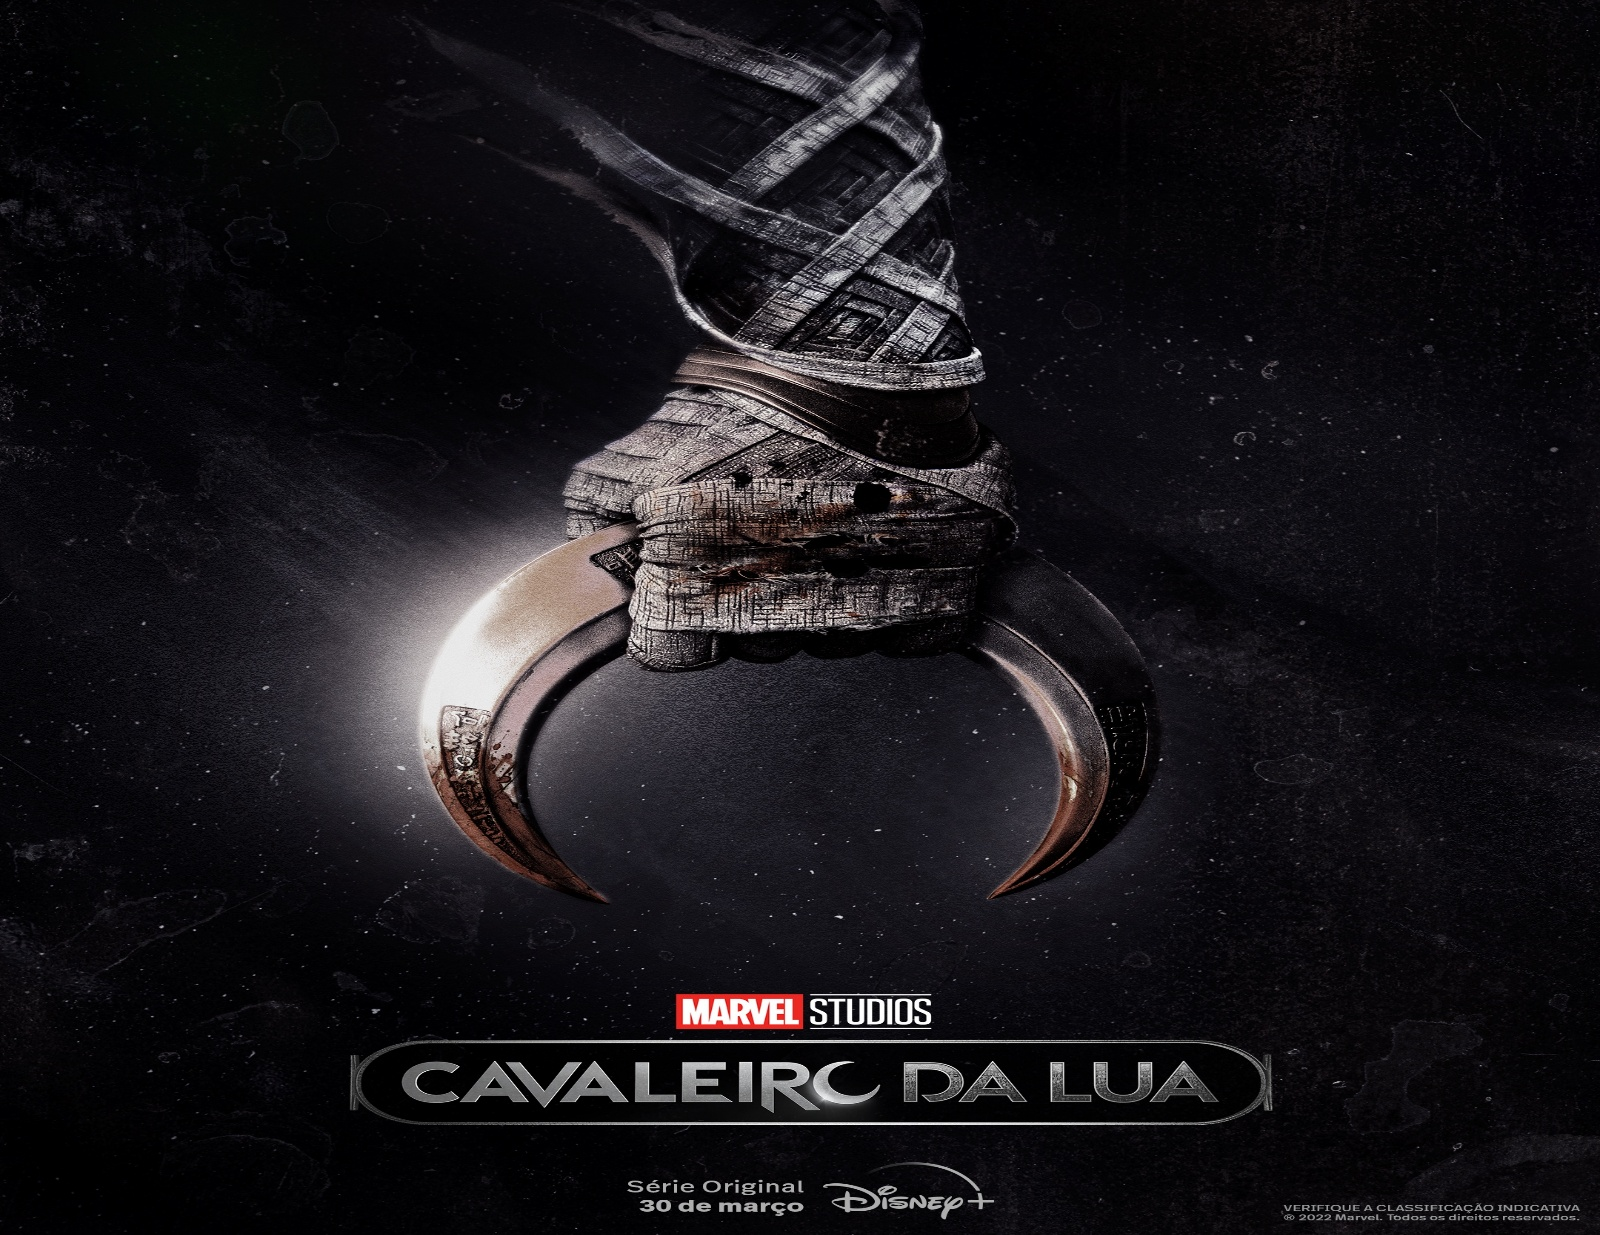 MARVEL STUDIOS
CAVALEIRO DA LUA
Série Original
30 de março
Disney+
VERIFIQUE A CLASSIFICAÇÃO INDICATIVA
© 2022 Marvel. Todos os direitos reservados.